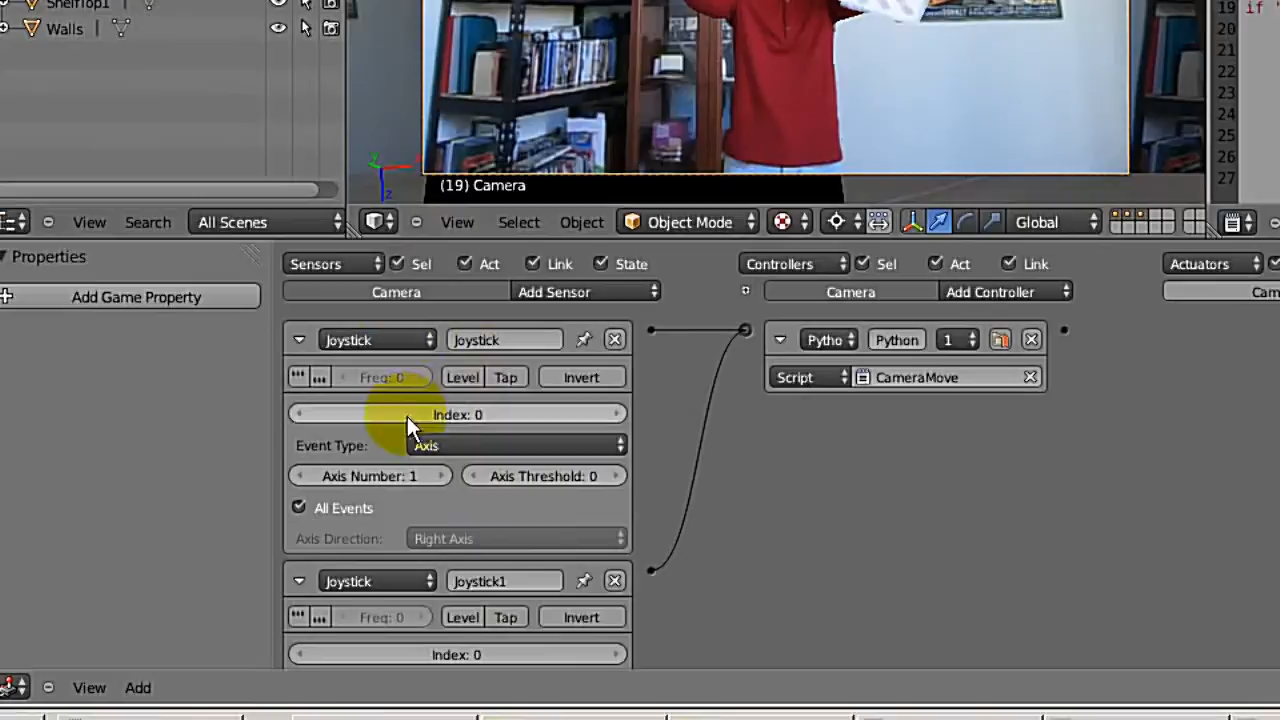 ShelfTop1
Walls
19 if '
20
21
22
23
24
25
26
27
(19) Camera
View Search All Scenes
View Select Object Object Mode Global
Properties
Add Game Property
Sensors Sel Act Link State
Camera Add Sensor
Controllers Sel Act Link
Camera Add Controller
Actuators
Cam
Joystick Joystick
Freq: 0 Level Tap Invert
Index: 0
Event Type: Axis
Axis Number: 1 Axis Threshold: 0
All Events
Axis Direction: Right Axis
Pytho Python 1
Script CameraMove
Joystick Joystick1
Freq: 0 Level Tap Invert
Index: 0
View Add